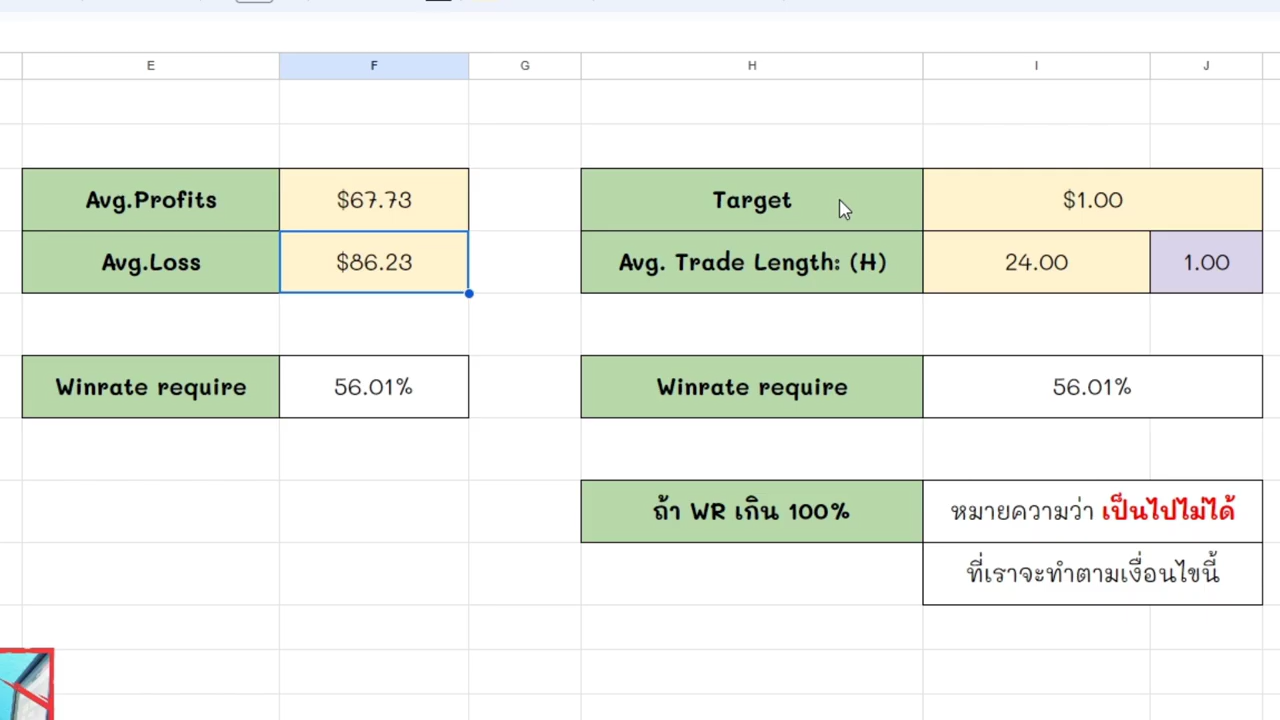 E F G H I J
Avg.Profits $67.73 Target $1.00
Avg.Loss $86.23 Avg. Trade Length: (H) 24.00 1.00
Winrate require 56.01% Winrate require 56.01%
ถ้า WR เกิน 100% หมายความว่า เป็นไปไม่ได้
ที่เราจะทำตามเงื่อนไขนี้